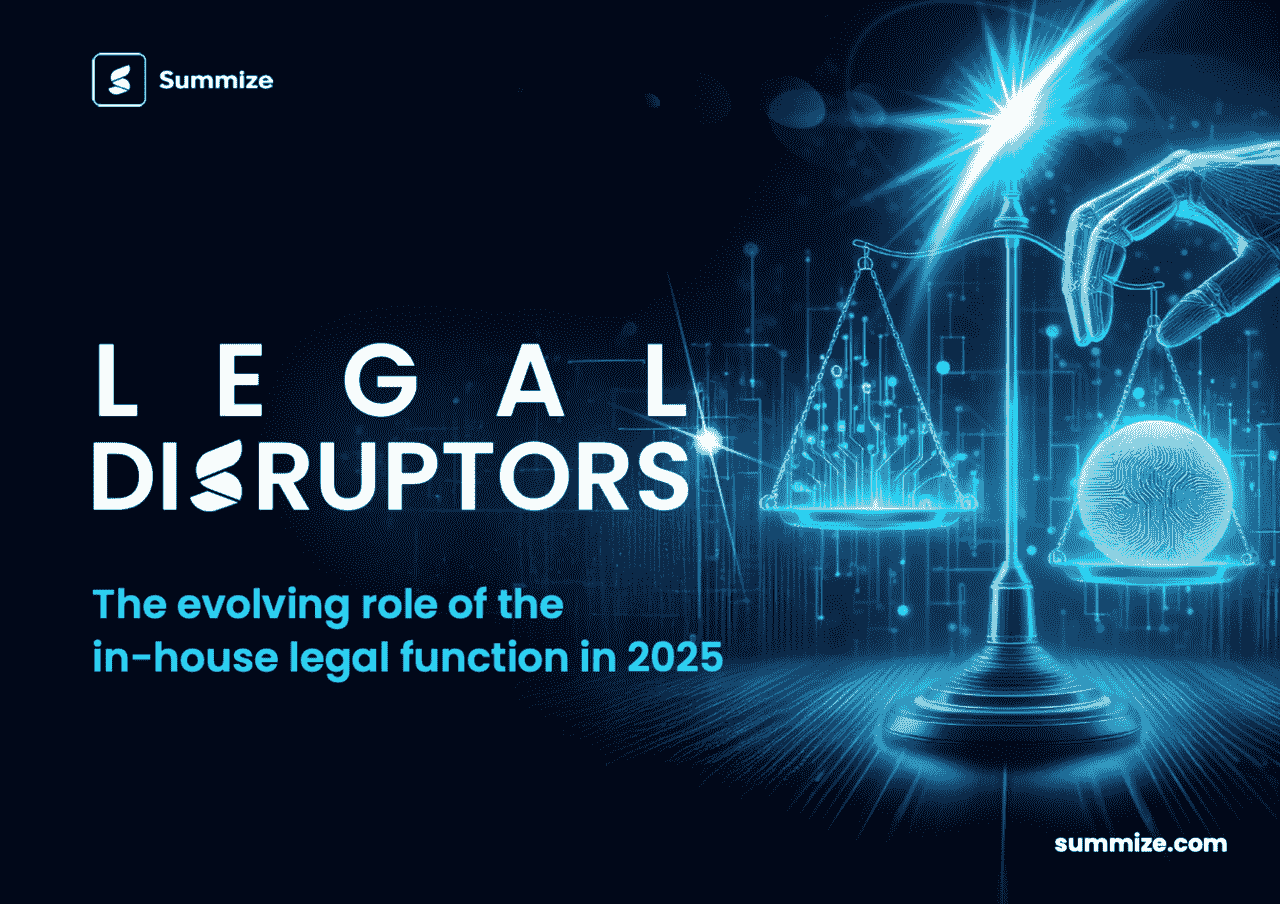 Summize
LEGAL
DISRUPTORS
The evolving role of the
in-house legal function in 2025
summize.com